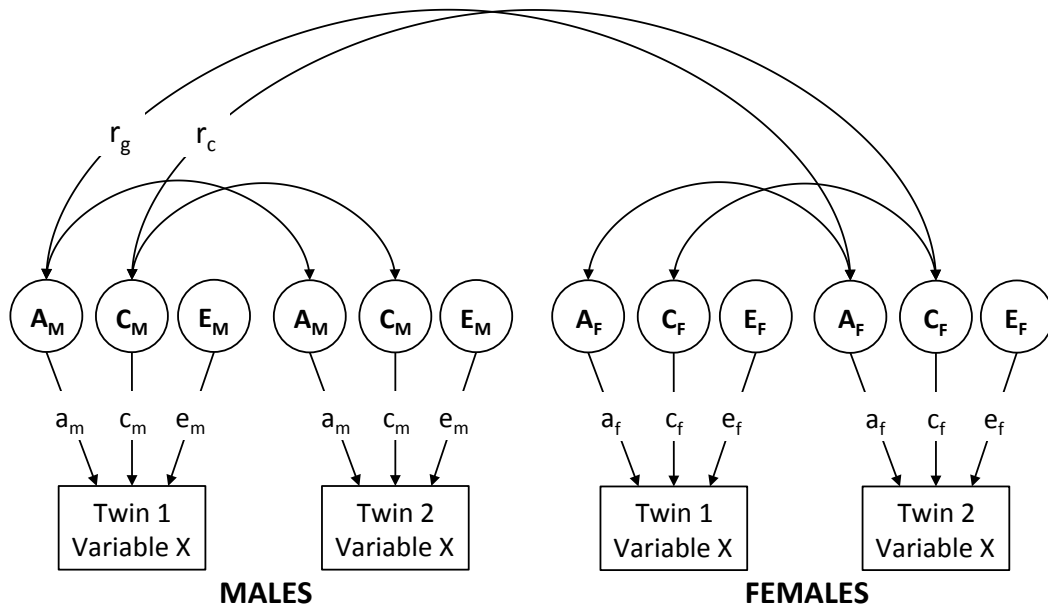 r_g r_c
A_M C_M E_M A_M C_M E_M A_F C_F E_F A_F C_F E_F
a_m c_m e_m a_m c_m e_m a_f c_f e_f a_f c_f e_f
Twin 1 Twin 2 Twin 1 Twin 2
Variable X Variable X Variable X Variable X
MALES FEMALES